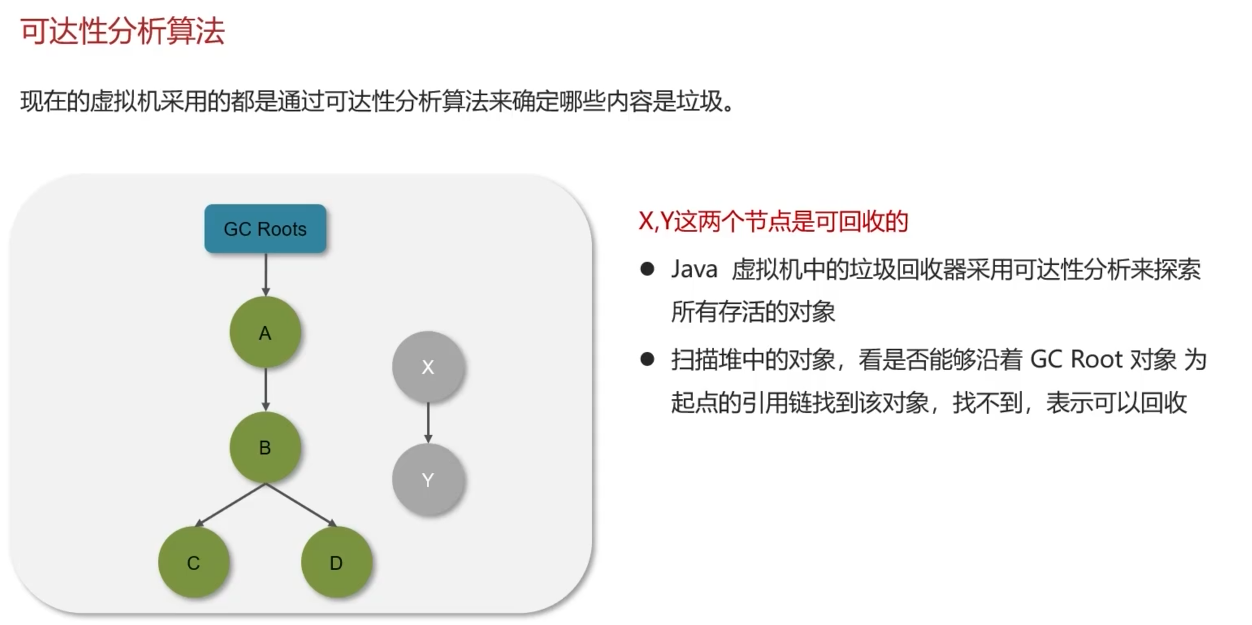 可达性分析算法
现在的虚拟机采用的都是通过可达性分析算法来确定哪些内容是垃圾。
GC Roots
A
B
C
D
X
Y
X,Y这两个节点是可回收的
● Java 虚拟机中的垃圾回收器采用可达性分析来探索
所有存活的对象
● 扫描堆中的对象，看是否能够沿着 GC Root 对象 为
起点的引用链找到该对象，找不到，表示可以回收